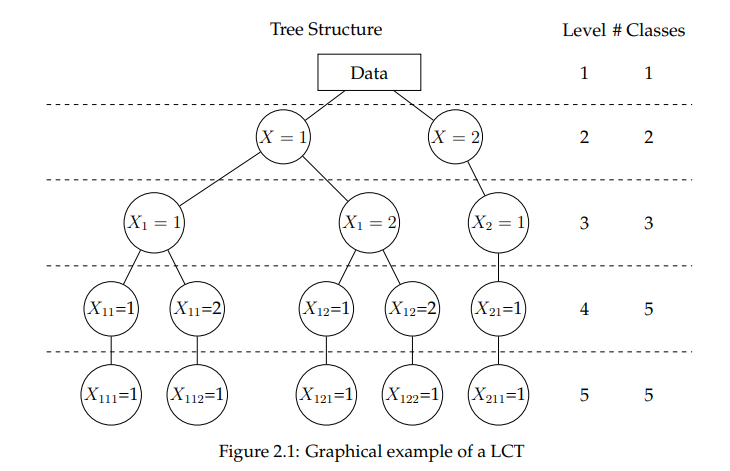 Tree Structure Level # Classes
Data 1 1
X = 1 X = 2 2 2
X₁ = 1 X₁ = 2 X₂ = 1 3 3
X₁₁=1 X₁₁=2 X₁₂=1 X₁₂=2 X₂₁=1 4 5
X₁₁₁=1 X₁₁₂=1 X₁₂₁=1 X₁₂₂=1 X₂₁₁=1 5 5
Figure 2.1: Graphical example of a LCT